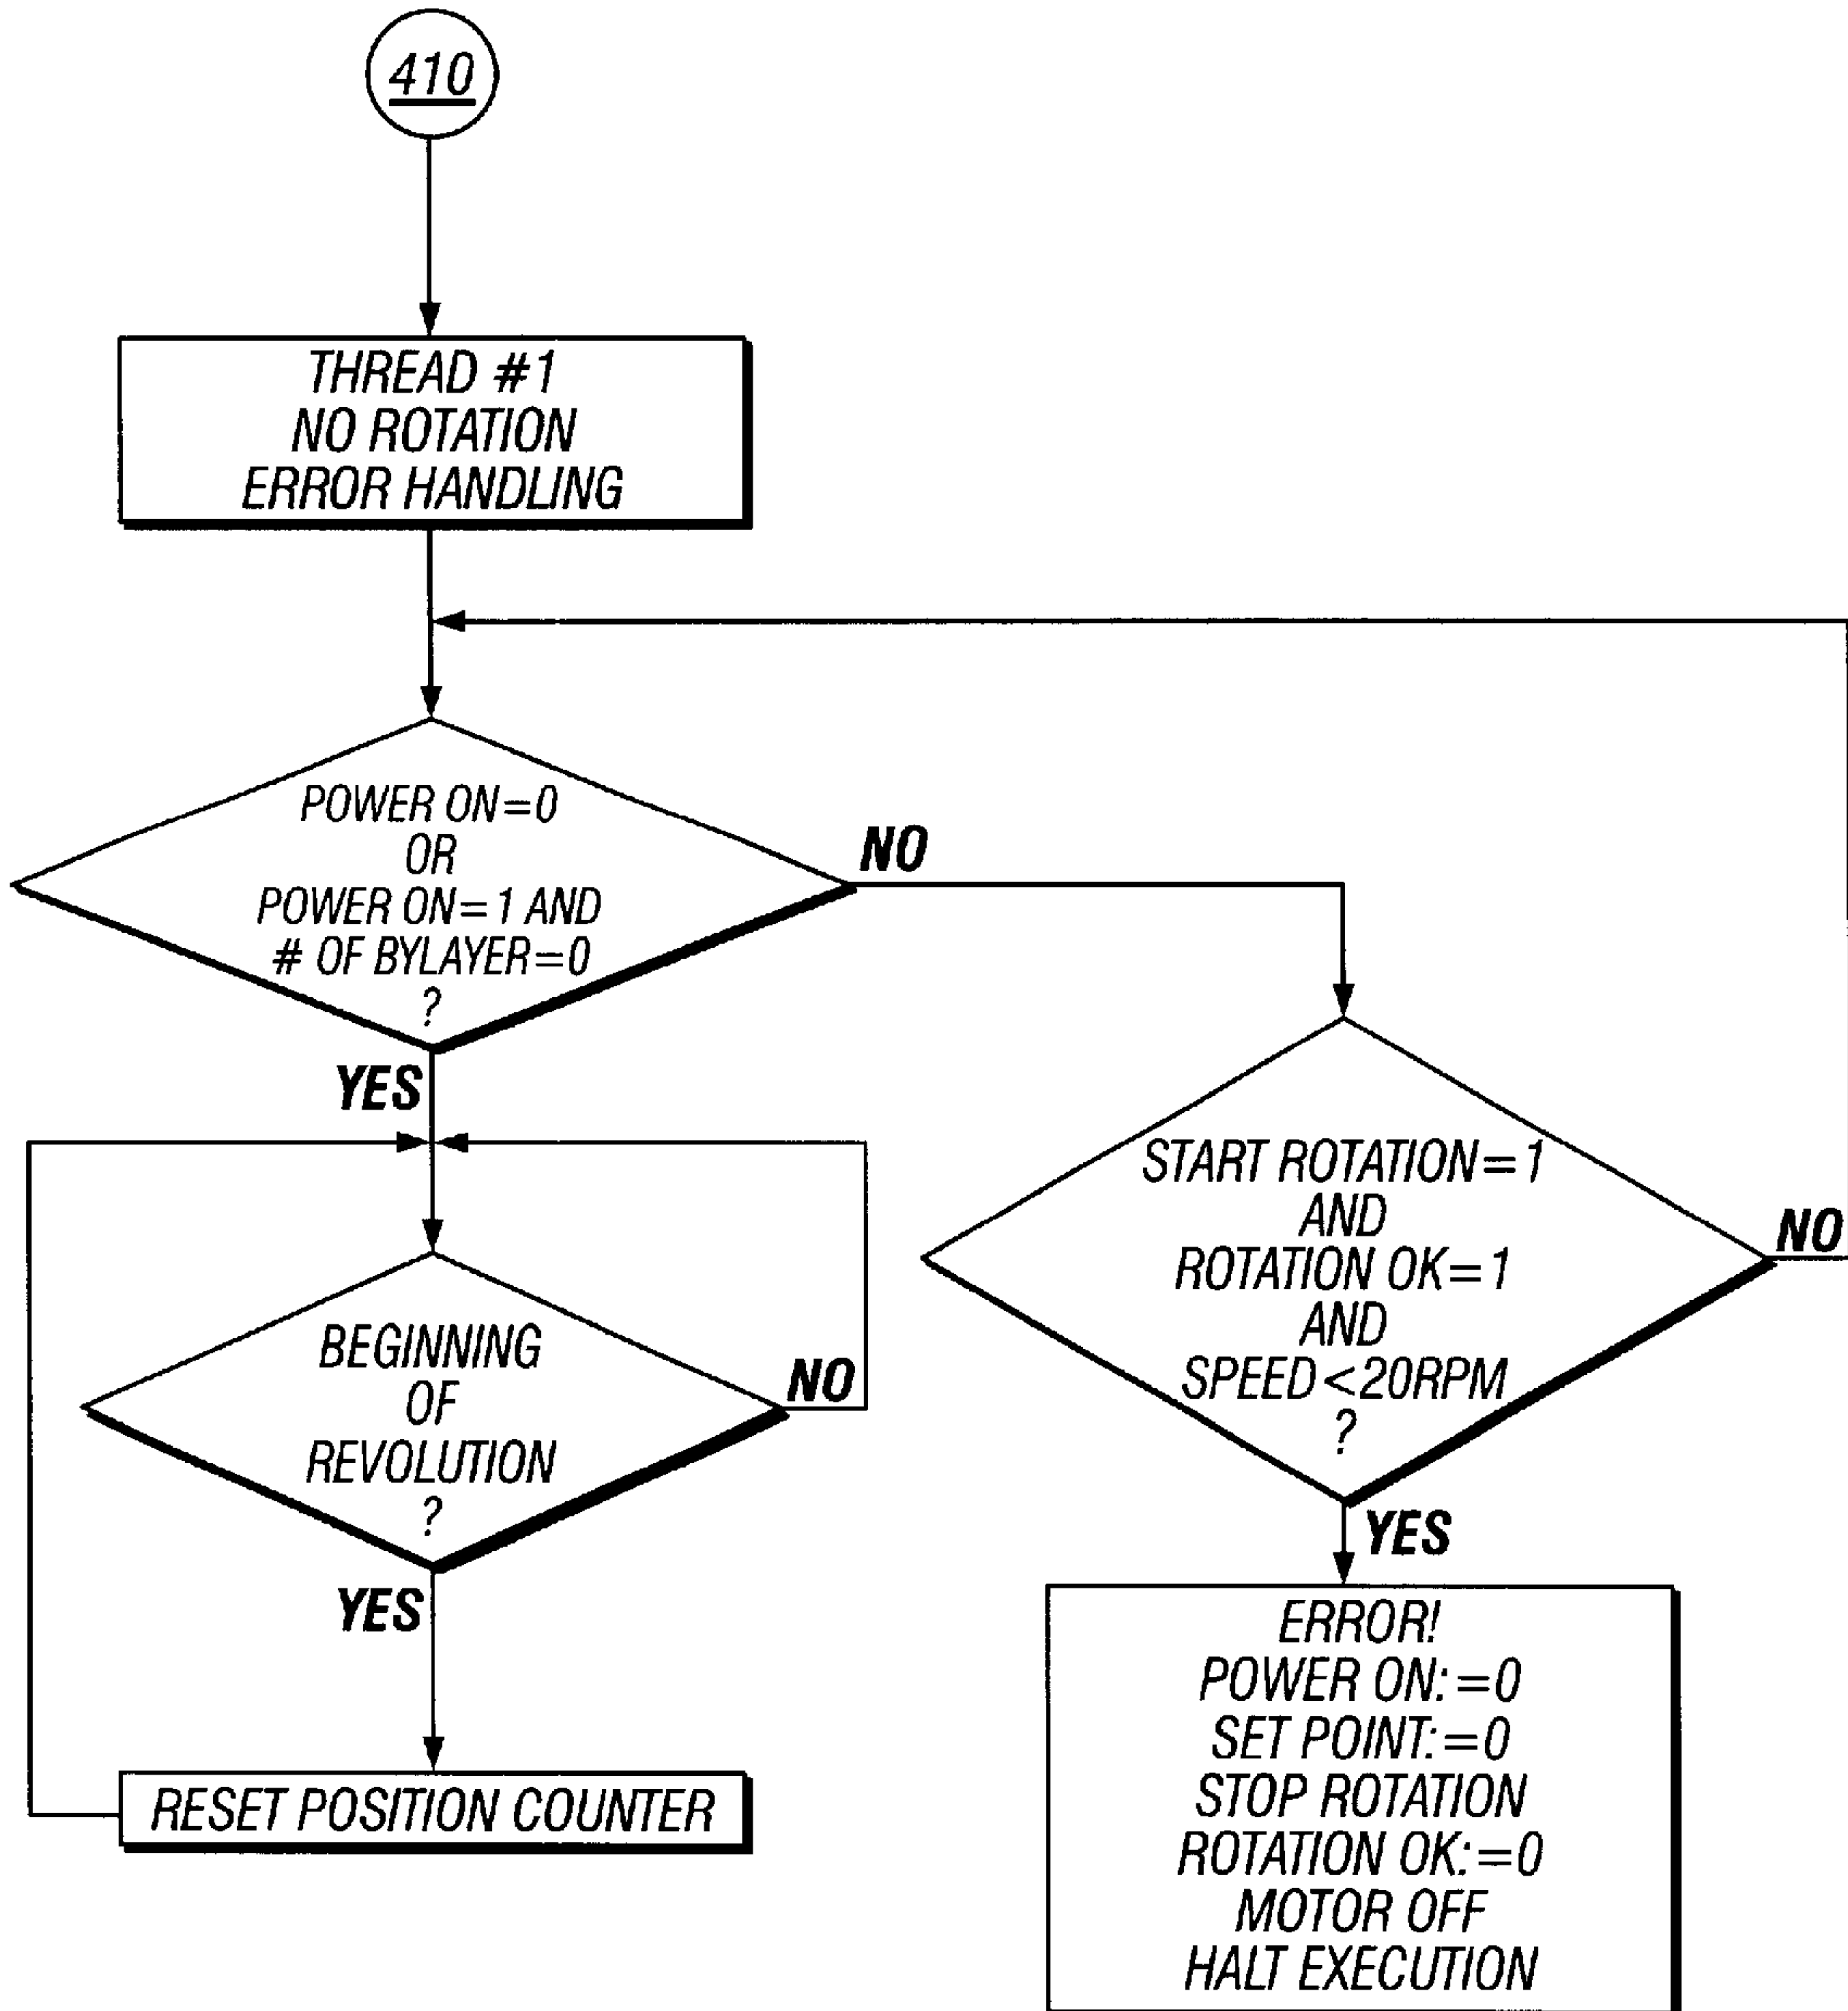 410
THREAD #1
NO ROTATION
ERROR HANDLING
POWER ON=0
OR
POWER ON=1 AND
# OF BYLAYER=0
?
NO
YES
BEGINNING
OF
REVOLUTION
?
NO
YES
RESET POSITION COUNTER
START ROTATION=1
AND
ROTATION OK=1
AND
SPEED<20RPM
?
NO
YES
ERROR!
POWER ON:=0
SET POINT:=0
STOP ROTATION
ROTATION OK:=0
MOTOR OFF
HALT EXECUTION